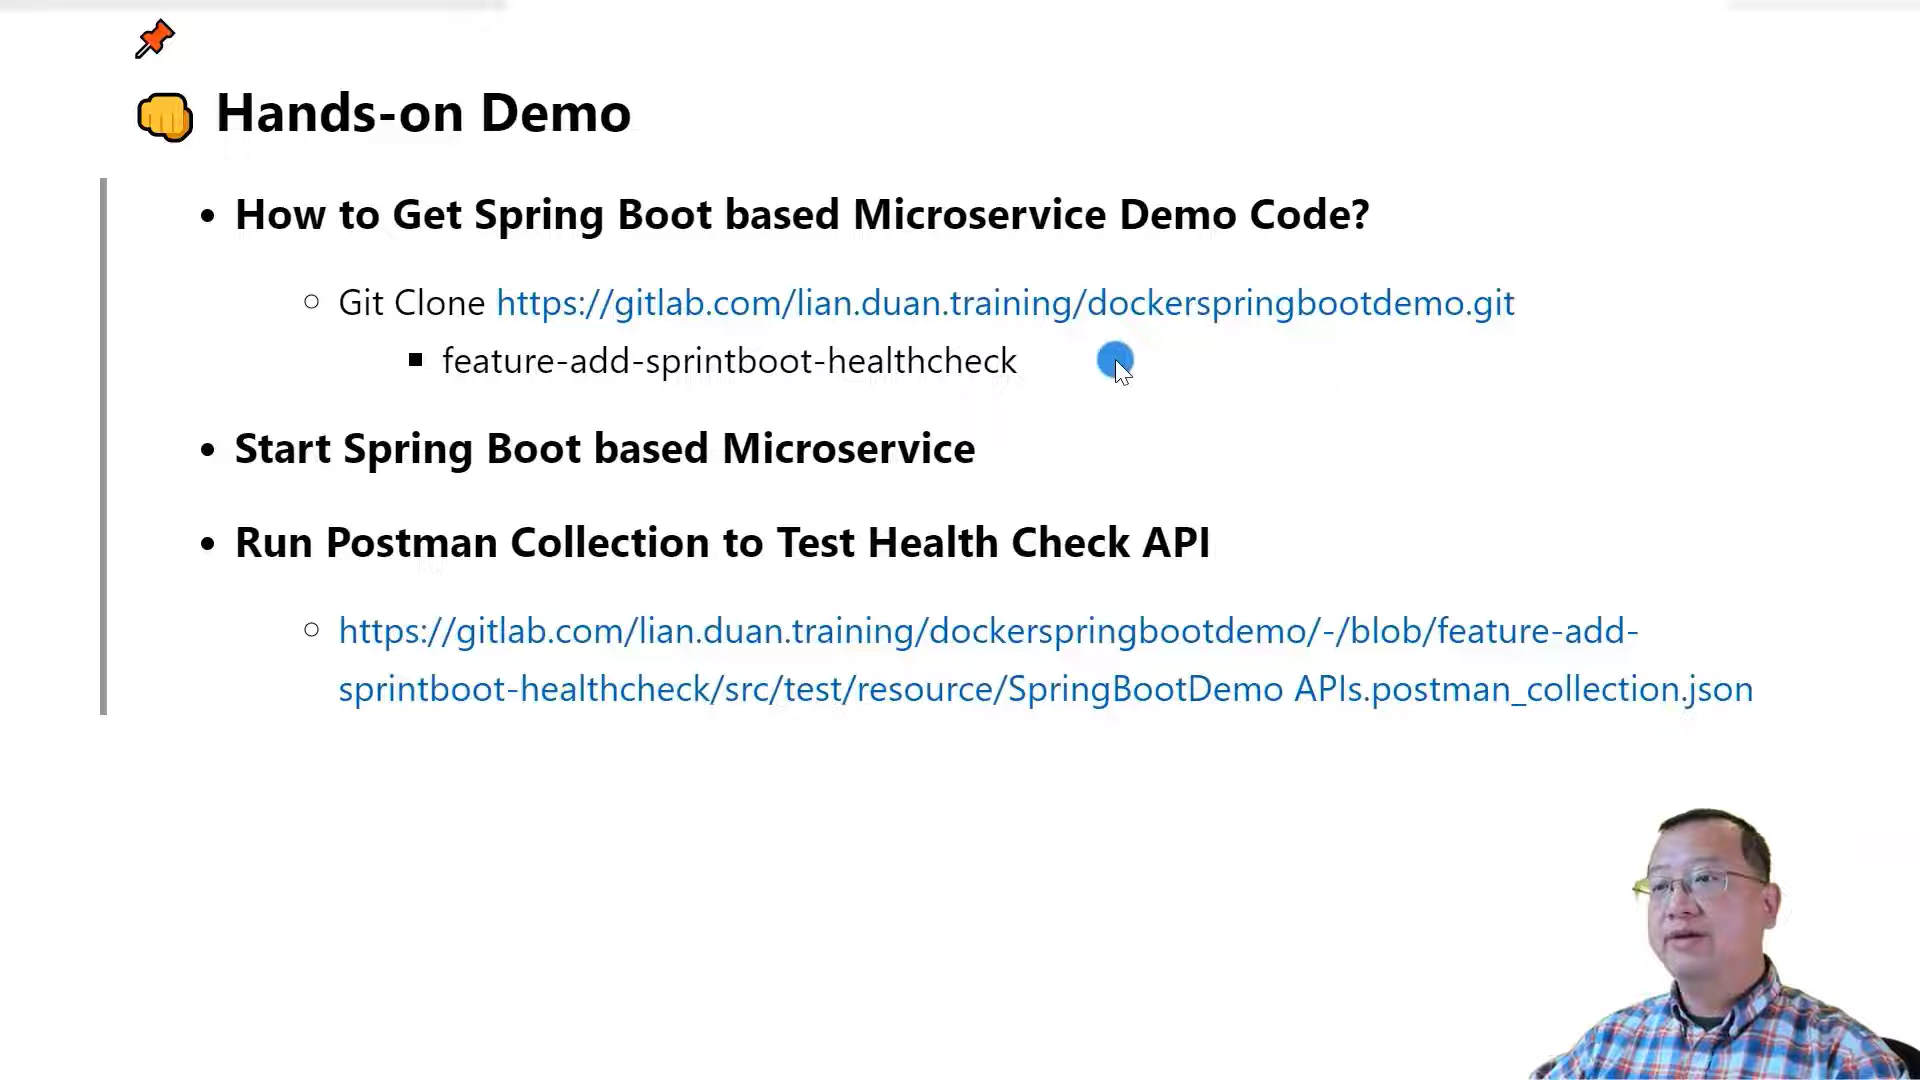 Hands-on Demo
How to Get Spring Boot based Microservice Demo Code?
Git Clone https://gitlab.com/lian.duan.training/dockerspringbootdemo.git
feature-add-sprintboot-healthcheck
Start Spring Boot based Microservice
Run Postman Collection to Test Health Check API
https://gitlab.com/lian.duan.training/dockerspringbootdemo/-/blob/feature-add-
sprintboot-healthcheck/src/test/resource/SpringBootDemo APIs.postman_collection.json